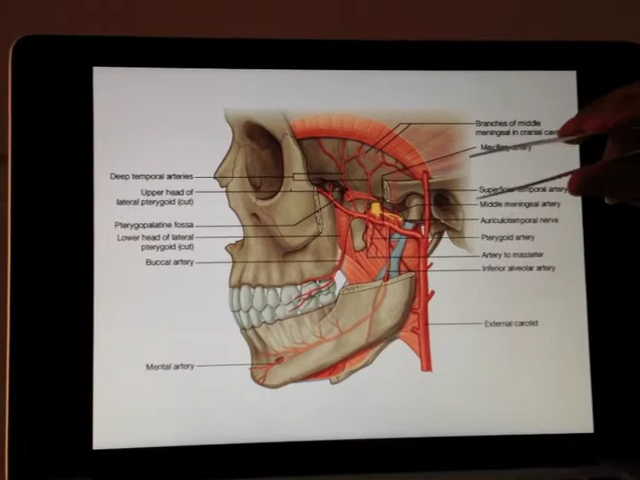 Branches of middle
meningeal in cranial
Maxillary artery
Deep temporal arteries
Upper head of
lateral pterygoid (cut)
Superficial temporal artery
Middle meningeal artery
Pterygopalatine fossa
Auriculotemporal nerve
Lower head of lateral
pterygoid (cut)
Pterygoid artery
Artery to masseter
Buccal artery
Inferior alveolar artery
External carotid
Mental artery